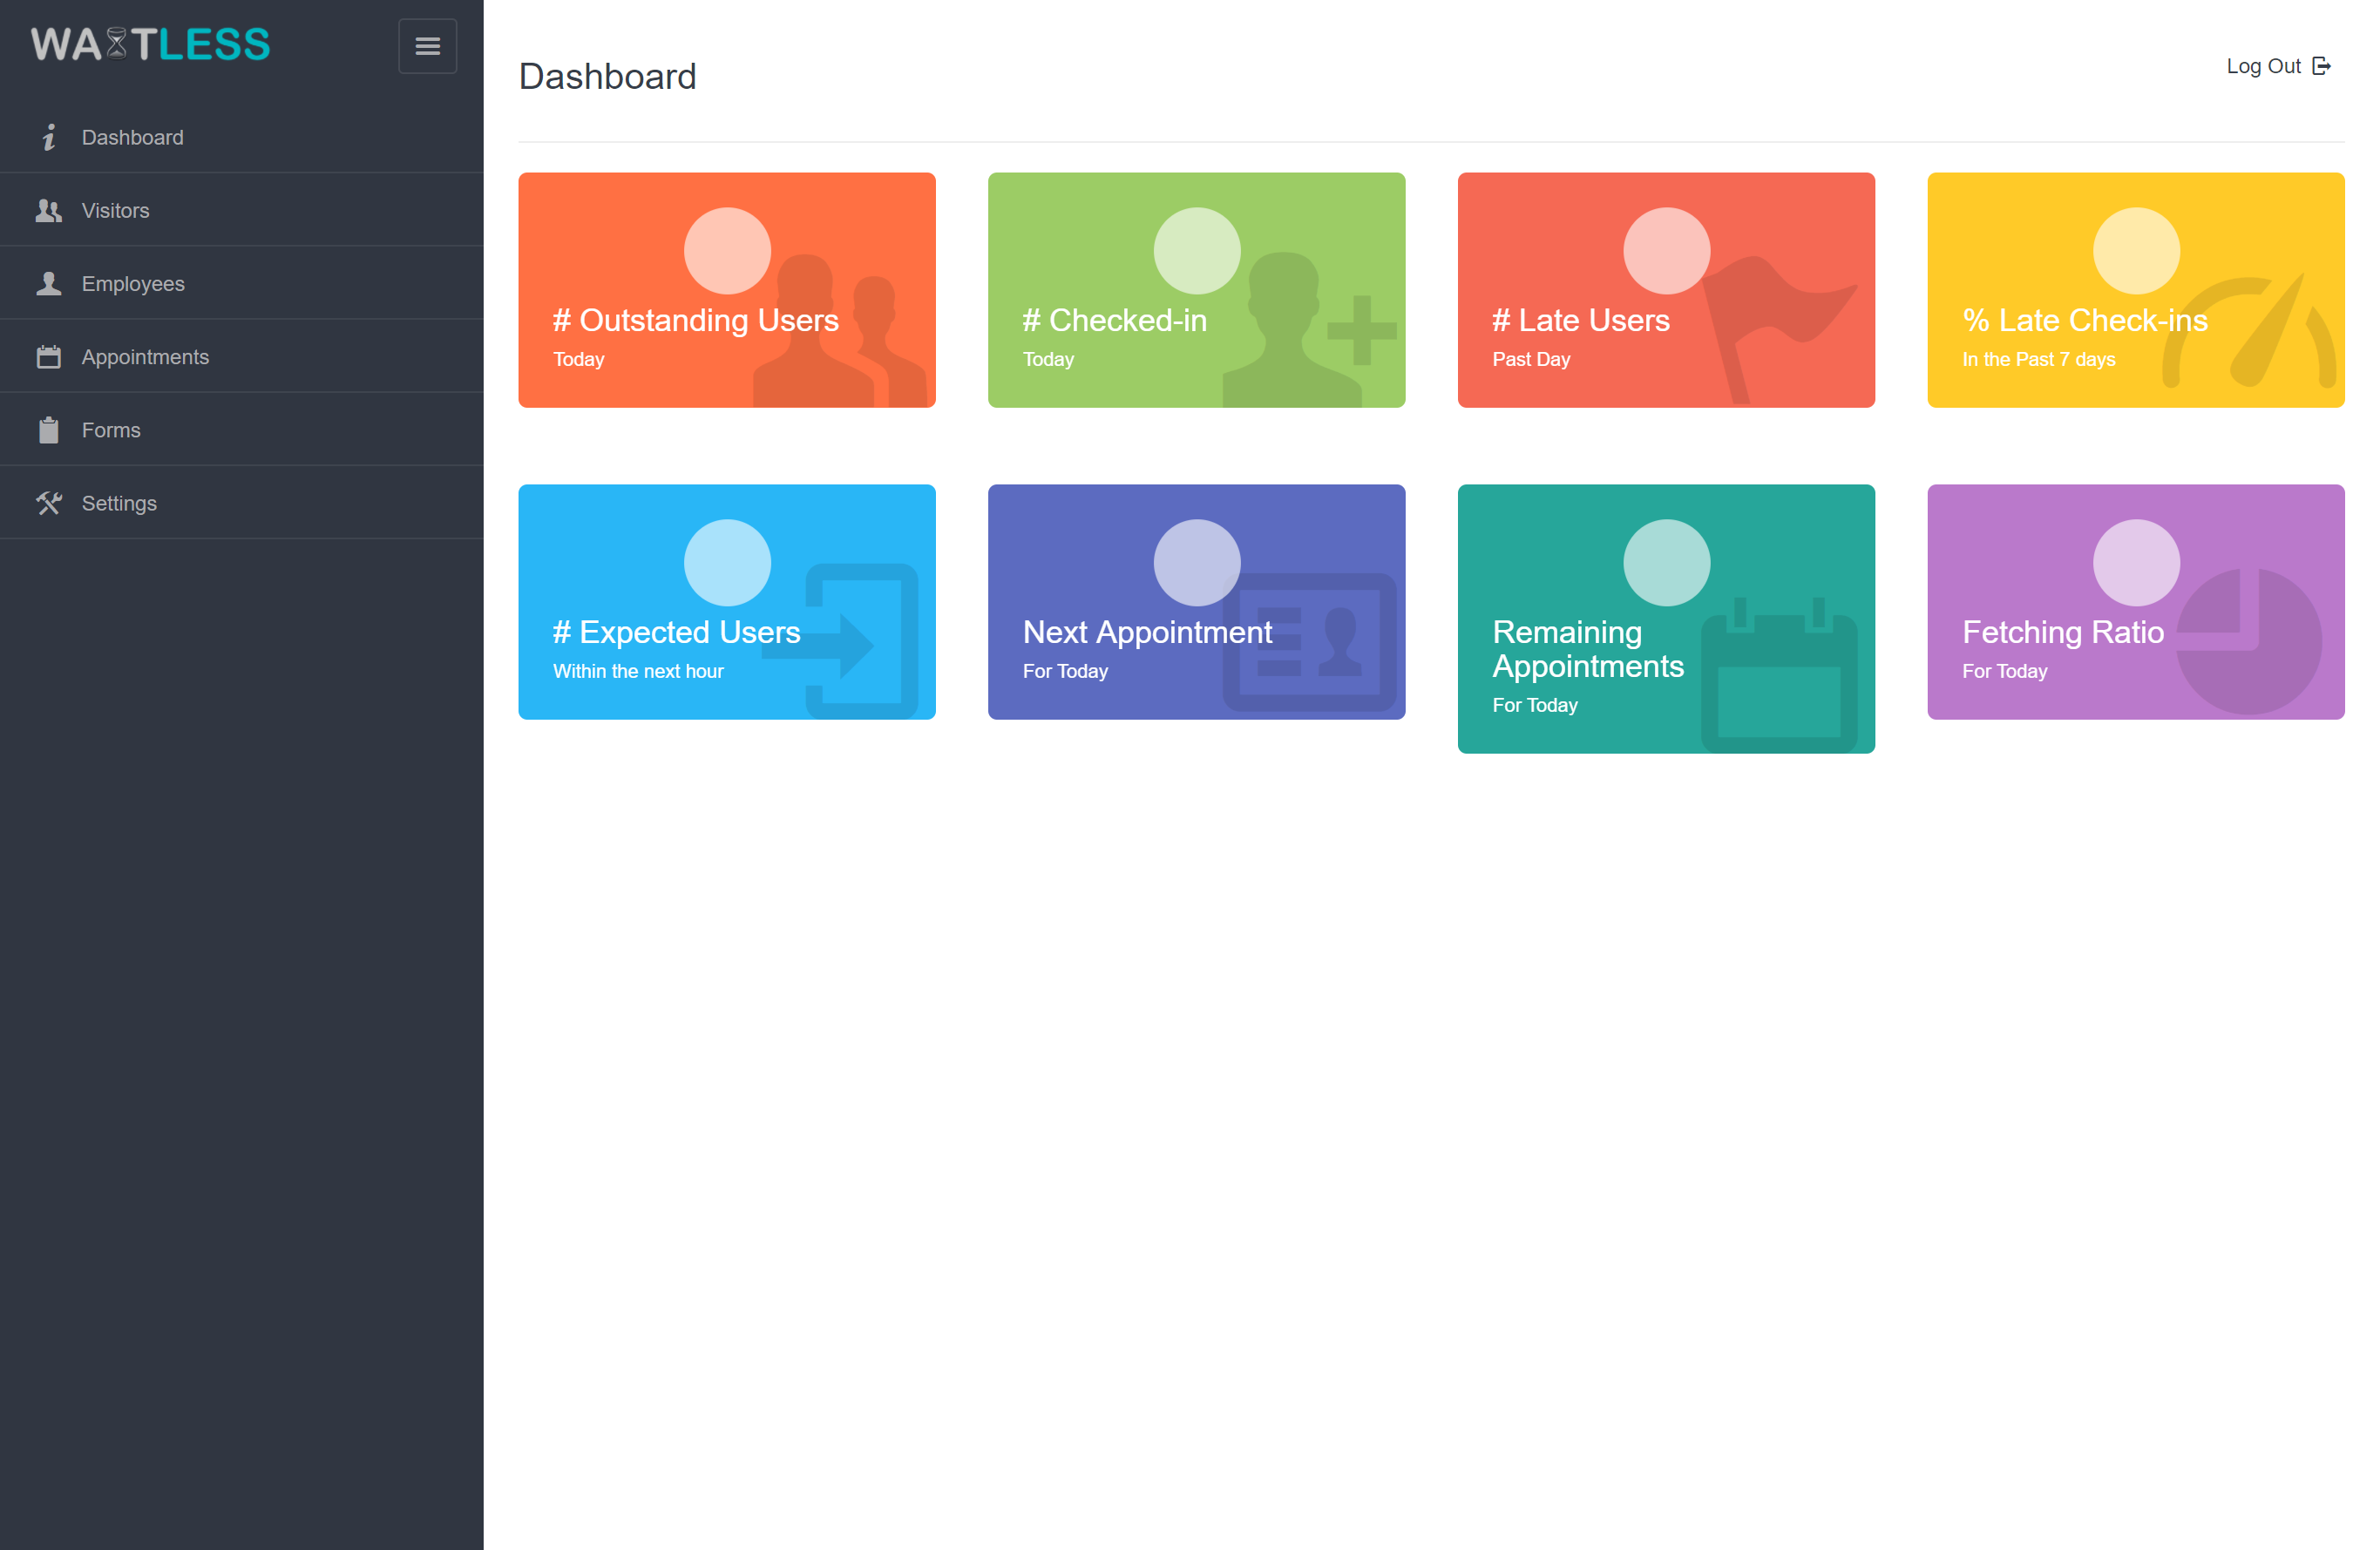 WAITLESS
Dashboard
Visitors
Employees
Appointments
Forms
Settings
Dashboard
Log Out
# Outstanding Users
Today
# Checked-in
Today
# Late Users
Past Day
% Late Check-ins
In the Past 7 days
# Expected Users
Within the next hour
Next Appointment
For Today
Remaining
Appointments
For Today
Fetching Ratio
For Today